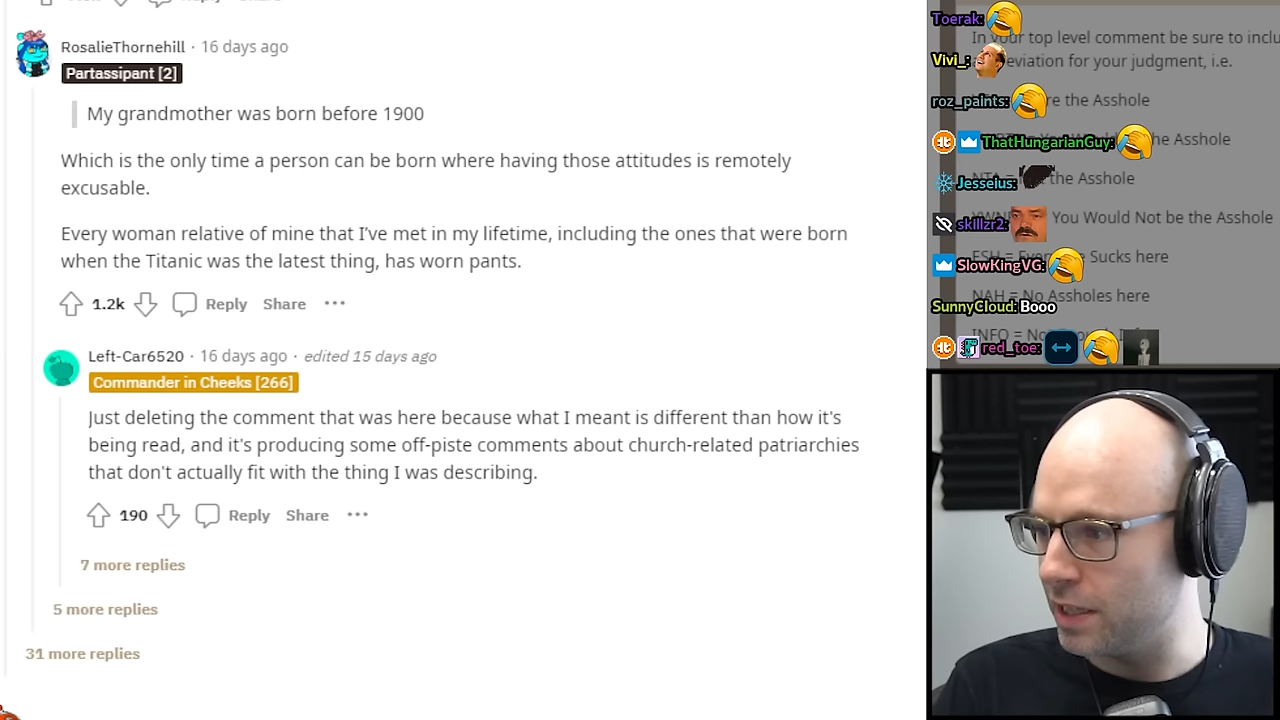 RosalieThornehill · 16 days ago
Partassipant [2]
My grandmother was born before 1900
Which is the only time a person can be born where having those attitudes is remotely
excusable.
Every woman relativ of mine that I've met in my lifetime, including the ones that were born
when the Titanic was the latest thing, has worn pants.
1.2k Reply Share ···
Left-Car6520 · 16 days ago · edited 15 days ago
Commander in Cheeks [266]
Just deleting the comment that was here because what I meant is different than how it's
being read, and it's producing some off-piste comments about church-related patriarchies
that don't actually fit with the thing I was describing.
190 Reply Share ···
7 more replies
5 more replies
31 more replies
Toerak:
In your top level comment be sure to
Vivi_:
for your judgment, i.e.
roz_paints:
the Asshole
ThatHungarianGuy:
the Asshole
Jesseius:
the Asshole
skillzr2:
You Would Not be the Asshole
SlowKingVG:
Sucks here
NAH = No Assholes here
SunnyCloud: Booo
INFO =
red_toe: